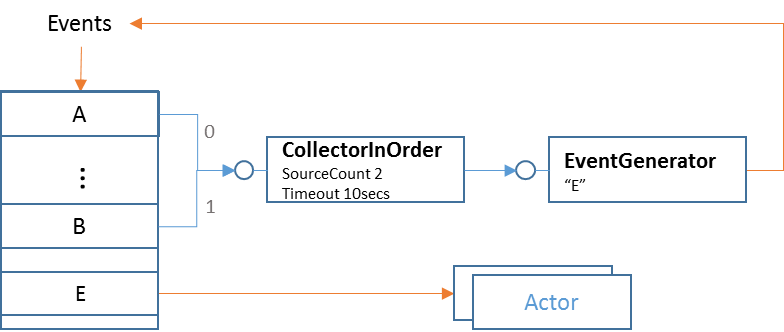 Events
A
0
⋮
CollectorInOrder
SourceCount 2
Timeout 10secs
EventGenerator
“E”
1
B
E
Actor